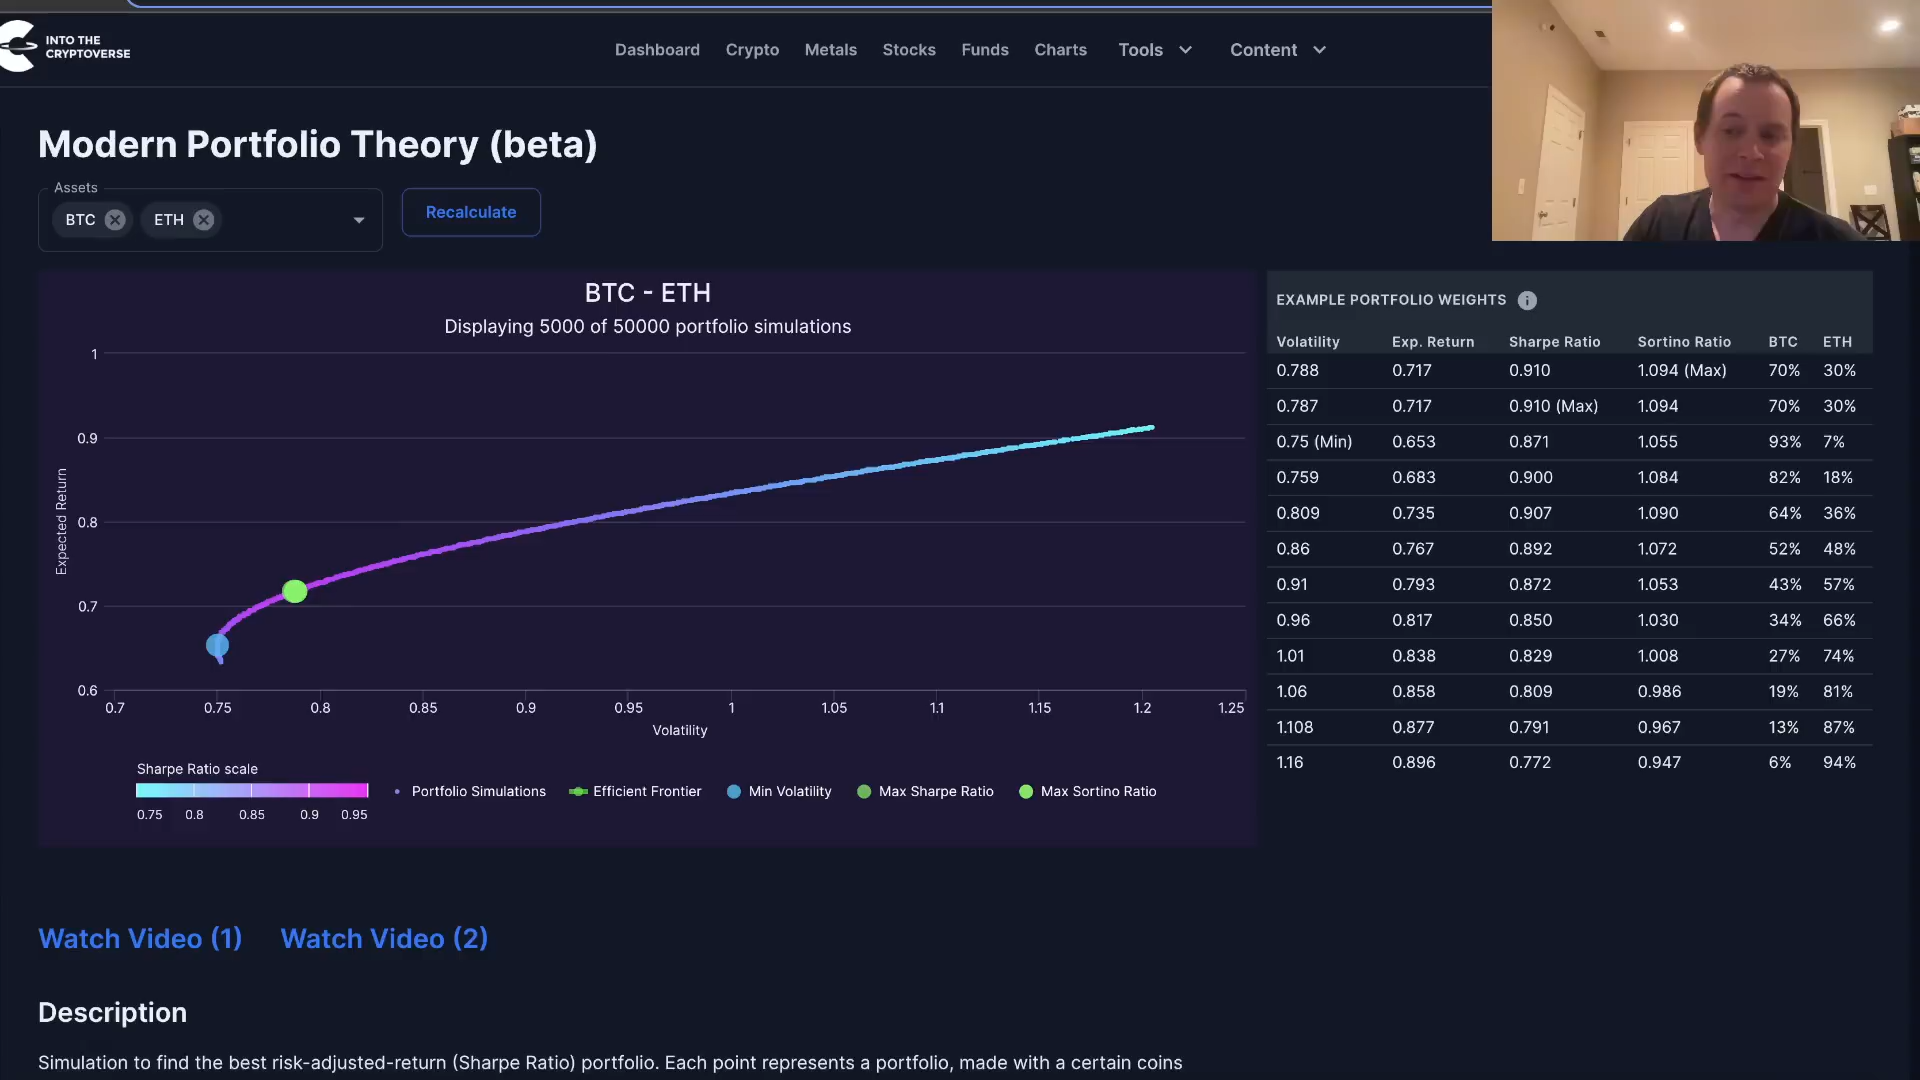 INTO THE
CRYPTOVERSE
Dashboard Crypto Metals Stocks Funds Charts Tools Content
Modern Portfolio Theory (beta)
Assets
BTC ETH
Recalculate
BTC - ETH
Displaying 5000 of 50000 portfolio simulations
Expected Return
1
0.9
0.8
0.7
0.6
0.7 0.75 0.8 0.85 0.9 0.95 1 1.05 1.1 1.15 1.2 1.25
Volatility
Sharpe Ratio scale
0.75 0.8 0.85 0.9 0.95
Portfolio Simulations Efficient Frontier Min Volatility Max Sharpe Ratio Max Sortino Ratio
EXAMPLE PORTFOLIO WEIGHTS i
Volatility Exp. Return Sharpe Ratio Sortino Ratio BTC ETH
0.788 0.717 0.910 1.094 (Max) 70% 30%
0.787 0.717 0.910 (Max) 1.094 70% 30%
0.75 (Min) 0.653 0.871 1.055 93% 7%
0.759 0.683 0.900 1.084 82% 18%
0.809 0.735 0.907 1.090 64% 36%
0.86 0.767 0.892 1.072 52% 48%
0.91 0.793 0.872 1.053 43% 57%
0.96 0.817 0.850 1.030 34% 66%
1.01 0.838 0.829 1.008 27% 74%
1.06 0.858 0.809 0.986 19% 81%
1.108 0.877 0.791 0.967 13% 87%
1.16 0.896 0.772 0.947 6% 94%
Watch Video (1) Watch Video (2)
Description
Simulation to find the best risk-adjusted-return (Sharpe Ratio) portfolio. Each point represents a portfolio, made with a certain coins